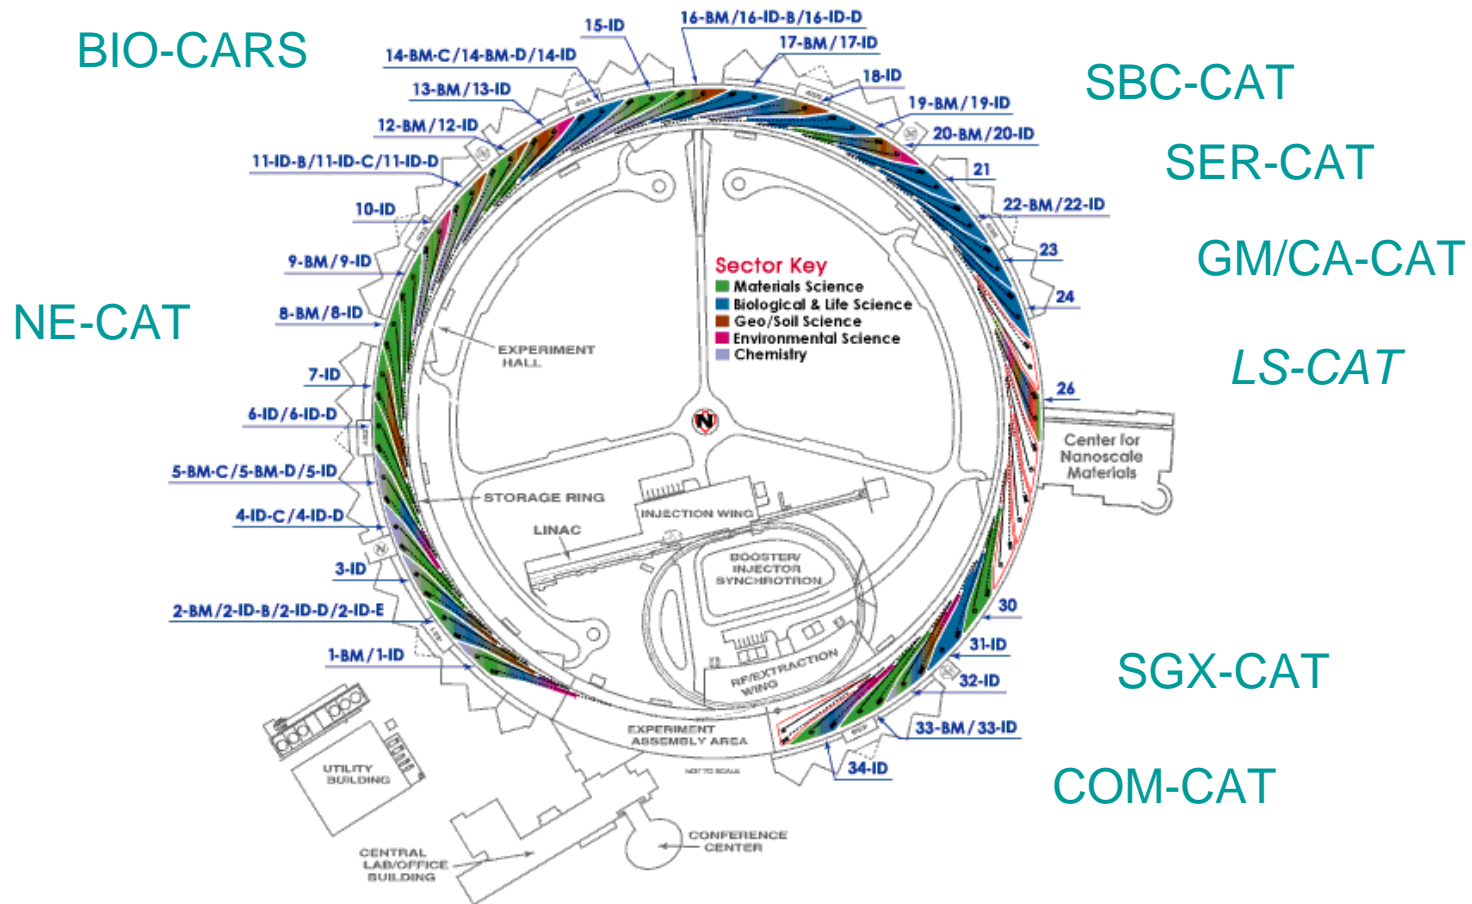 BIO-CARS
15-ID
16-BM/16-ID-B/16-ID-D
17-BM/17-ID
14-BM-C/14-BM-D/14-ID
18-ID
SBC-CAT
13-BM/13-ID
19-BM/19-ID
12-BM/12-ID
20-BM/20-ID
11-ID-B/11-ID-C/11-ID-D
21
SER-CAT
10-ID
22-BM/22-ID
9-BM/9-ID
23
GM/CA-CAT
Sector Key
Materials Science
Biological & Life Science
Geo/Soil Science
Environmental Science
Chemistry
NE-CAT
8-BM/8-ID
24
EXPERIMENT
HALL
LS-CAT
7-ID
26
6-ID/6-ID-D
N
Center for
Nanoscale
Materials
5-BM-C/5-BM-D/5-ID
STORAGE RING
INJECTION WING
4-ID-C/4-ID-D
LINAC
BOOSTER/
INJECTOR
SYNCHROTRON
3-ID
2-BM/2-ID-B/2-ID-D/2-ID-E
30
1-BM/1-ID
31-ID
RF/EXTRACTION
WING
SGX-CAT
32-ID
33-BM/33-ID
EXPERIMENT
ASSEMBLY AREA
NOT TO SCALE
34-ID
UTILITY
BUILDING
COM-CAT
CONFERENCE
CENTER
CENTRAL
LAB/OFFICE
BUILDING